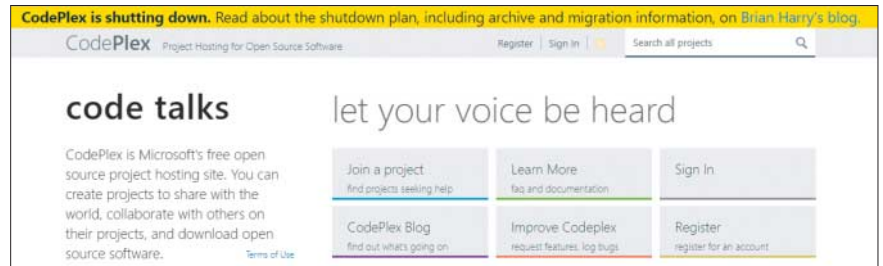 CodePlex is shutting down. Read about the shutdown plan, including archive and migration information, on Brian Harry's blog.
CodePlex Project Hosting for Open Source Software Register Sign In Search all projects
code talks
let your voice be heard
CodePlex is Microsoft's free open
source project hosting site. You can
create projects to share with the
world, collaborate with others on
their projects, and download open
source software. Terms of Use
Join a project
find projects seeking help
Learn More
faq and documentation
Sign In
CodePlex Blog
find out what's going on
Improve Codeplex
request features, log bugs
Register
register for an account